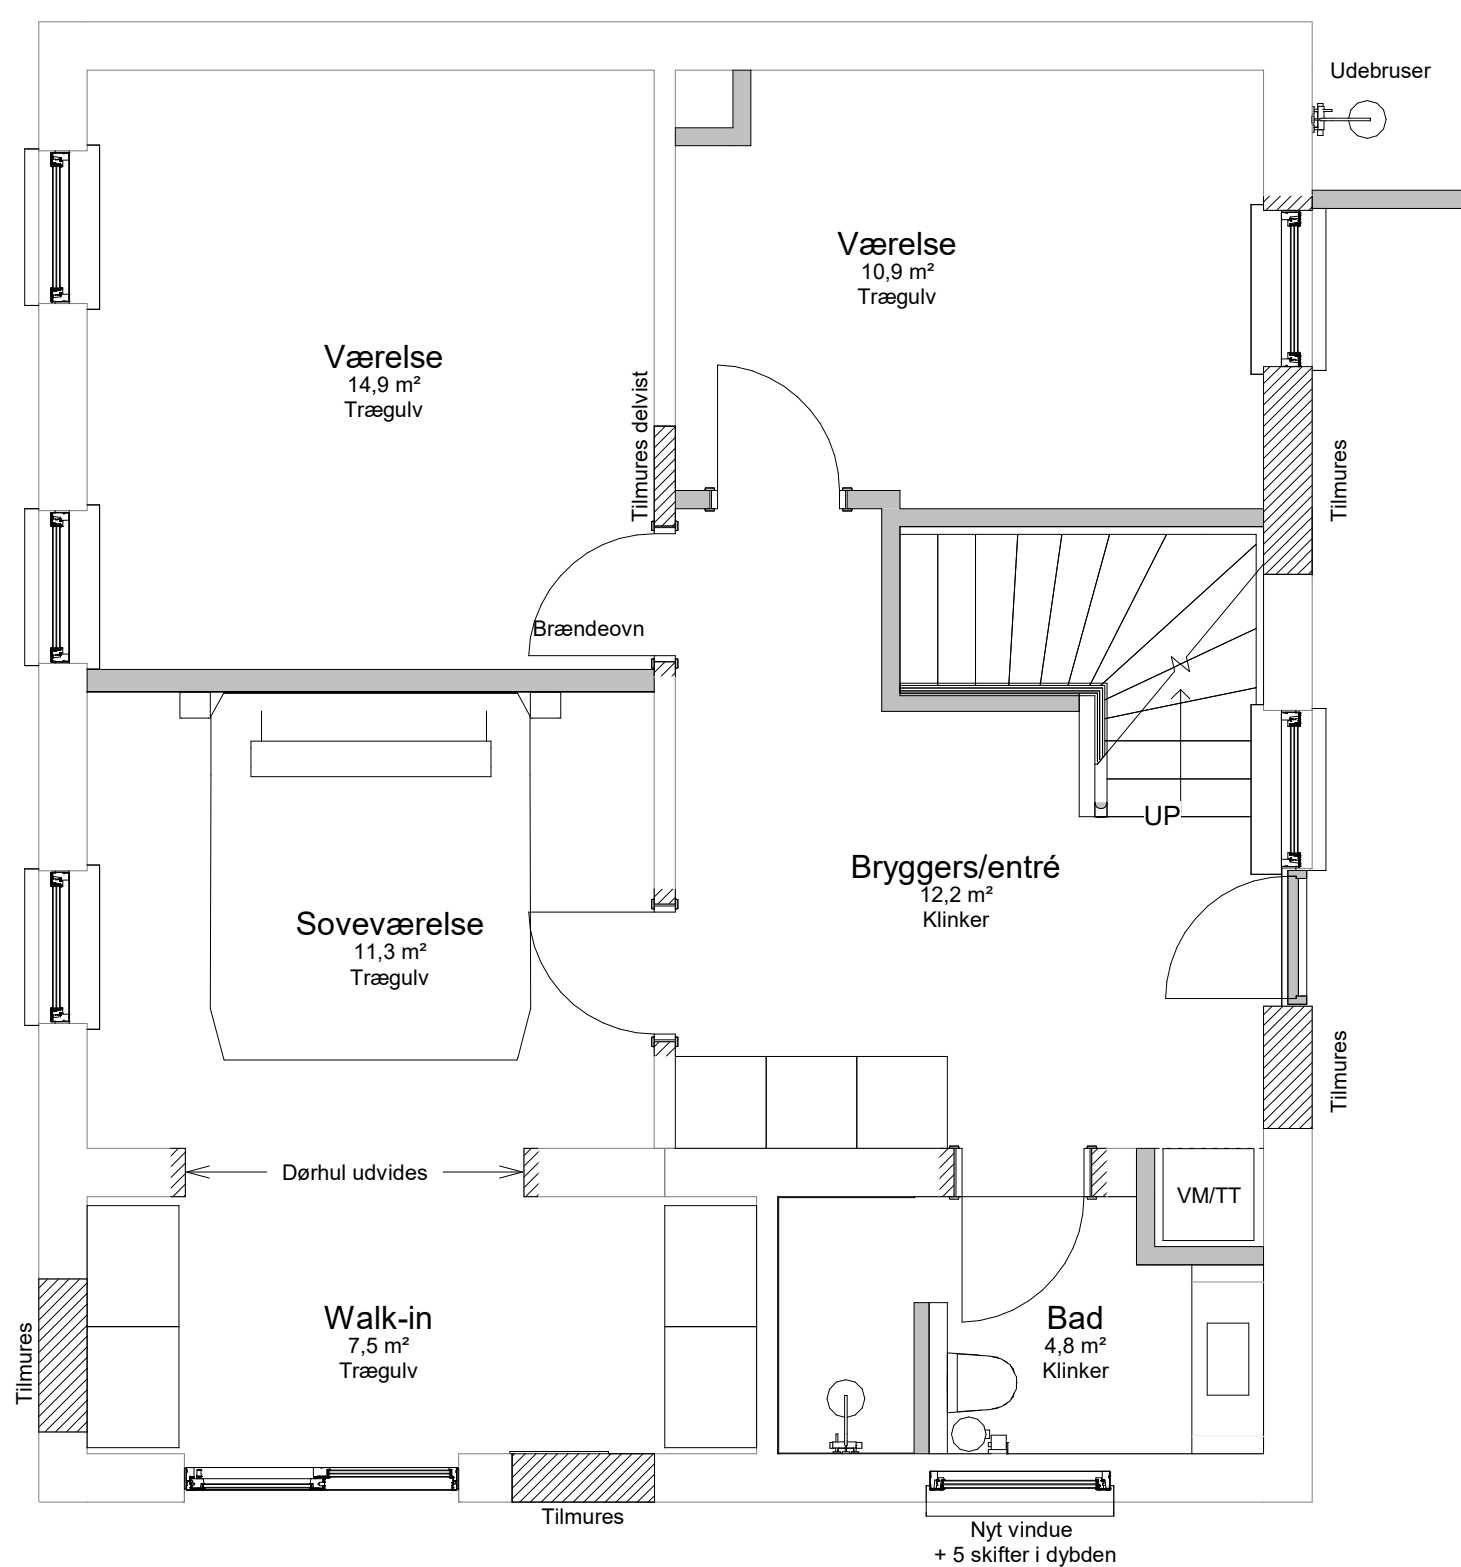 Udebruser
Værelse
10,9 m²
Trægulv
Værelse
14,9 m²
Trægulv
Tilmures delvist
Tilmures
Brændeovn
UP
Bryggers/entré
12,2 m²
Klinker
Soveværelse
11,3 m²
Trægulv
Tilmures
Dørhul udvides
VM/TT
Walk-in
7,5 m²
Trægulv
Bad
4,8 m²
Klinker
Tilmures
Tilmures
Nyt vindue
+ 5 skifter i dybden